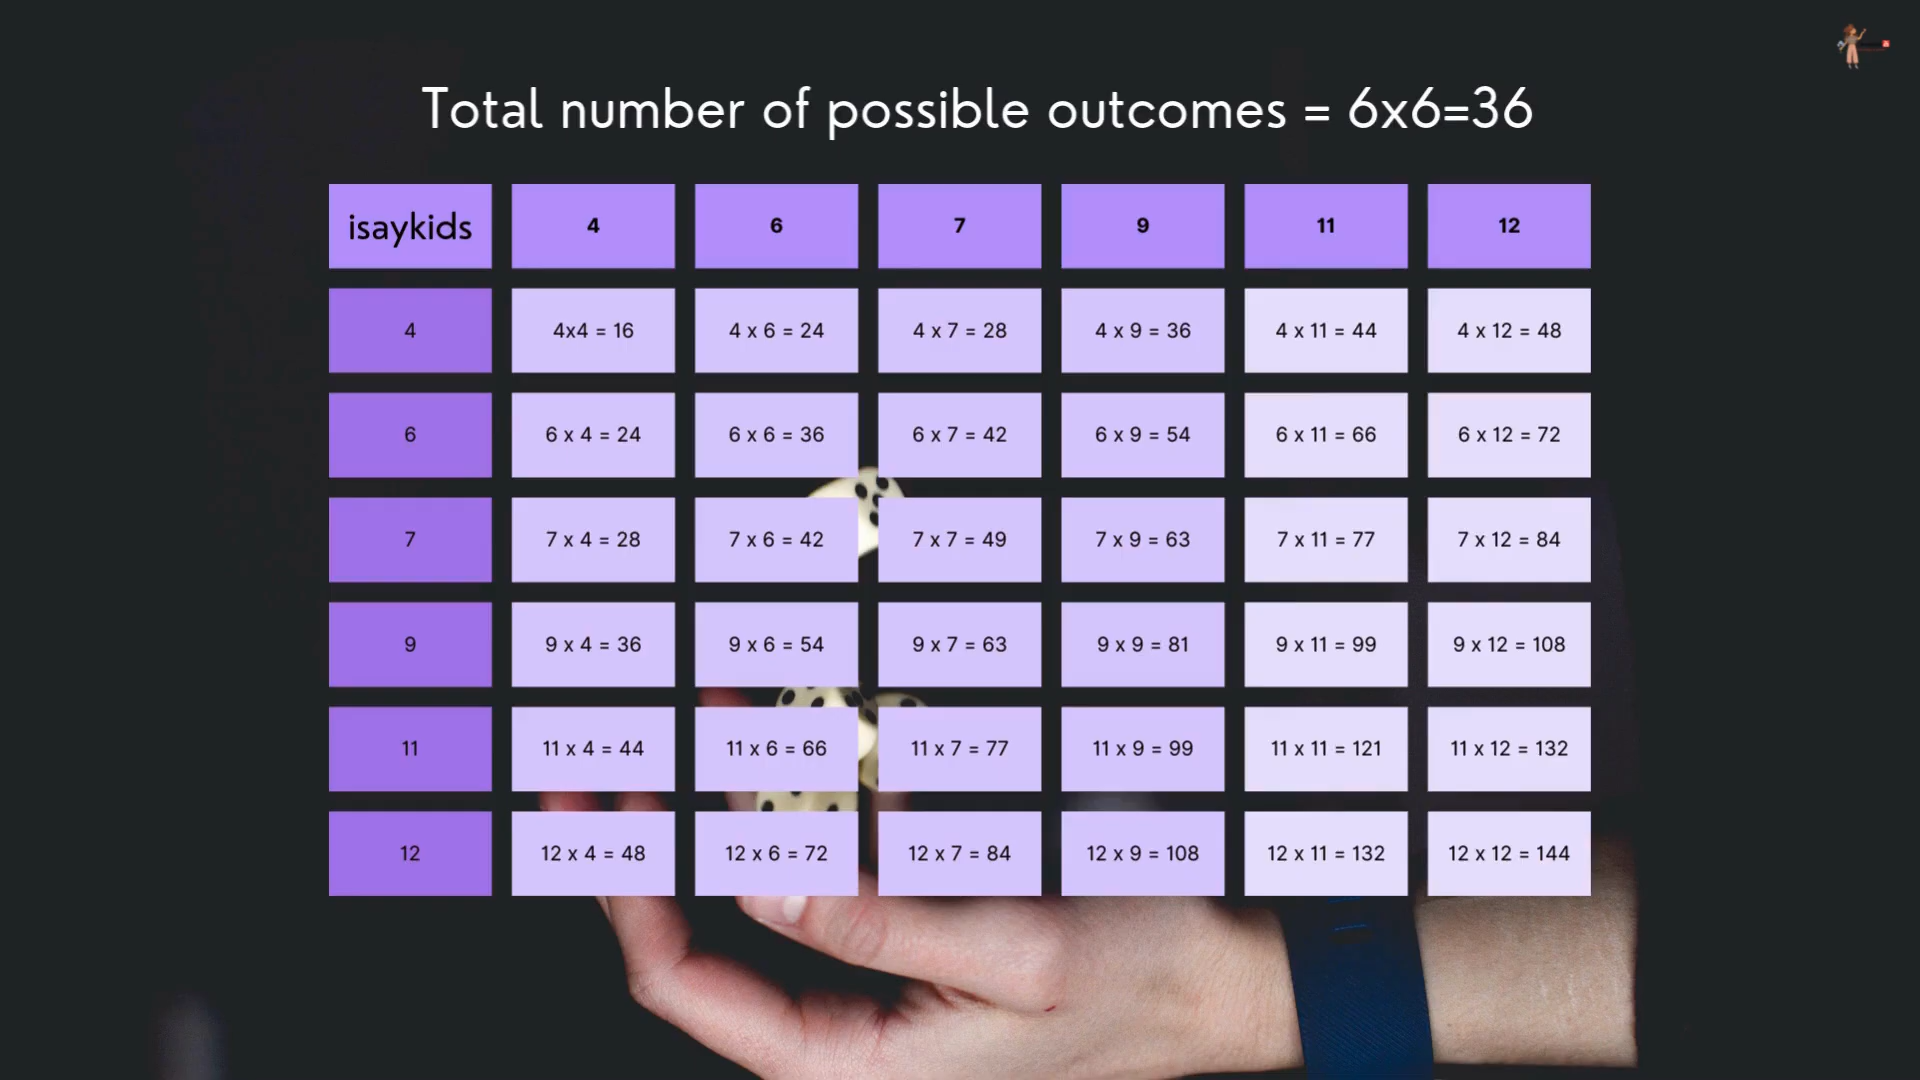 Total number of possible outcomes = 6x6=36
isaykids 4 6 7 9 11 12
4 4x4 = 16 4 x 6 = 24 4 x 7 = 28 4 x 9 = 36 4 x 11 = 44 4 x 12 = 48
6 6 x 4 = 24 6 x 6 = 36 6 x 7 = 42 6 x 9 = 54 6 x 11 = 66 6 x 12 = 72
7 7 x 4 = 28 7 x 6 = 42 7 x 7 = 49 7 x 9 = 63 7 x 11 = 77 7 x 12 = 84
9 9 x 4 = 36 9 x 6 = 54 9 x 7 = 63 9 x 9 = 81 9 x 11 = 99 9 x 12 = 108
11 11 x 4 = 44 11 x 6 = 66 11 x 7 = 77 11 x 9 = 99 11 x 11 = 121 11 x 12 = 132
12 12 x 4 = 48 12 x 6 = 72 12 x 7 = 84 12 x 9 = 108 12 x 11 = 132 12 x 12 = 144